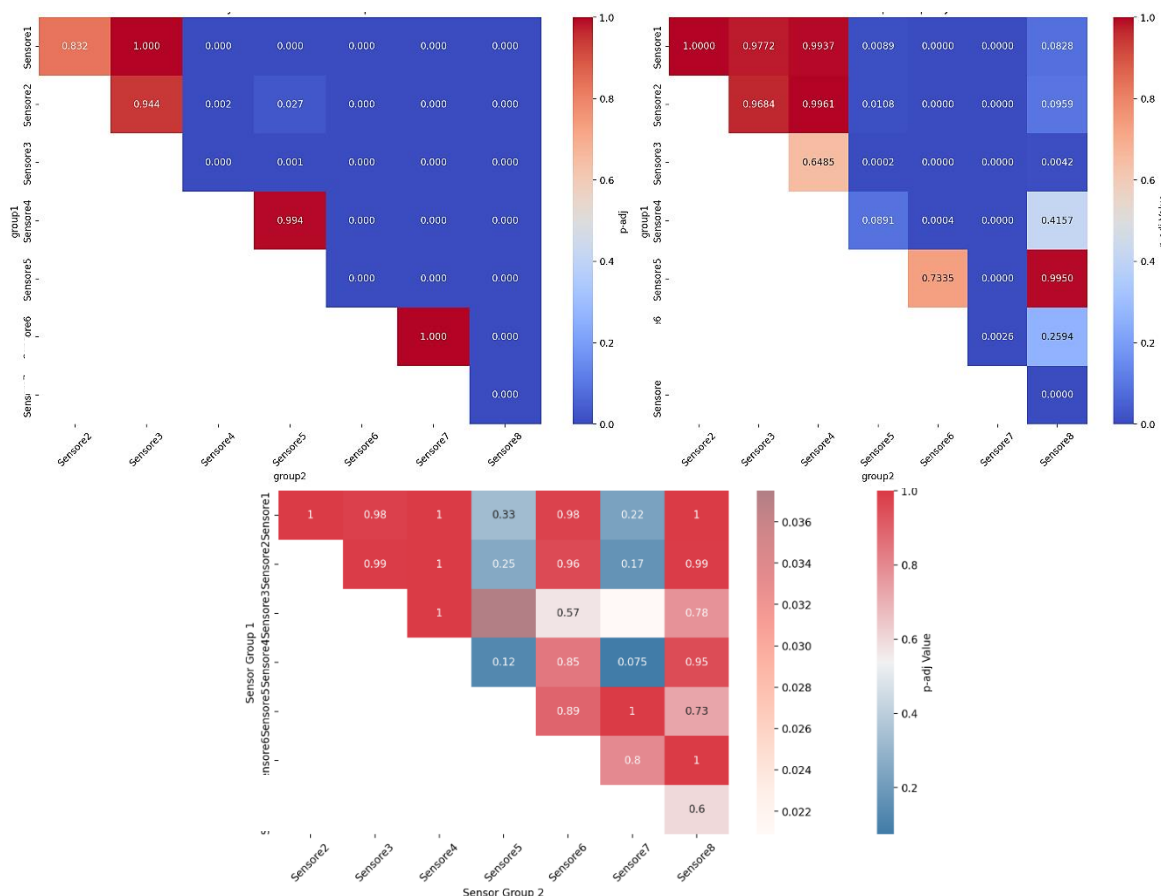 Sensore1 0.832 1.000 0.000 0.000 0.000 0.000 0.000
Sensore2 0.944 0.002 0.027 0.000 0.000 0.000
Sensore3 0.000 0.001 0.000 0.000 0.000
Sensore4 0.994 0.000 0.000 0.000
Sensore5 0.000 0.000 0.000
ore6 1.000 0.000
Sens 0.000
group1
Sensore2 Sensore3 Sensore4 Sensore5 Sensore6 Sensore7 Sensore8
group2
1.0
0.8
0.6
0.4
0.2
0.0
p-adj
Sensore1 1.0000 0.9772 0.9937 0.0089 0.0000 0.0000 0.0828
Sensore2 0.9684 0.9961 0.0108 0.0000 0.0000 0.0959
Sensore3 0.6485 0.0002 0.0000 0.0000 0.0042
Sensore4 0.0891 0.0004 0.0000 0.4157
Sensore5 0.7335 0.0000 0.9950
0.0026 0.2594
Sensore 0.0000
group1
Sensore2 Sensore3 Sensore4 Sensore5 Sensore6 Sensore7 Sensore8
group2
1.0
0.8
0.6
0.4
0.2
0.0
Sensore1 1 0.98 1 0.33 0.98 0.22 1
Sensore2 0.99 1 0.25 0.96 0.17 0.99
Sensore3 1 0.57 0.78
Sensore4 0.12 0.85 0.075 0.95
Sensore5 0.89 1 0.73
nsore6 0.8 1
0.6
Sensor Group 1
Sensore2 Sensore3 Sensore4 Sensore5 Sensore6 Sensore7 Sensore8
Sensor Group 2
0.036
0.034
0.032
0.030
0.028
0.026
0.024
0.022
1.0
0.8
0.6
0.4
0.2
p-adj Value